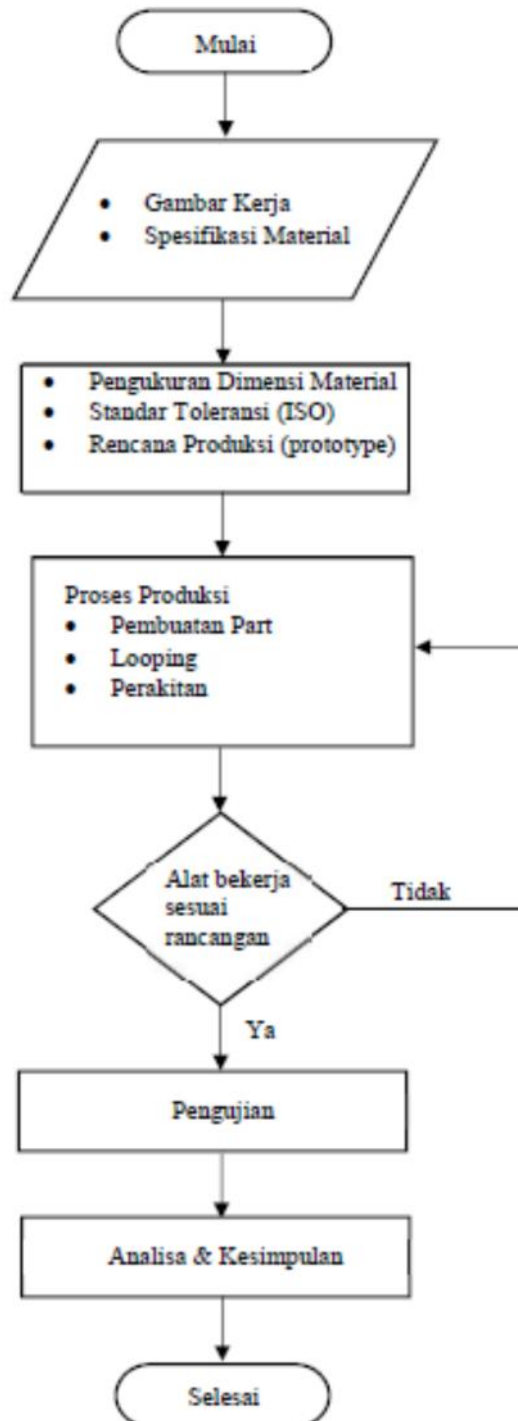 Mulai
• Gambar Kerja
• Spesifikasi Material
• Pengukuran Dimensi Material
• Standar Toleransi (ISO)
• Rencana Produksi (prototype)
Proses Produksi
• Pembuatan Part
• Looping
• Perakitan
Alat bekerja
sesuai
rancangan
Tidak
Ya
Pengujian
Analisa & Kesimpulan
Selesai